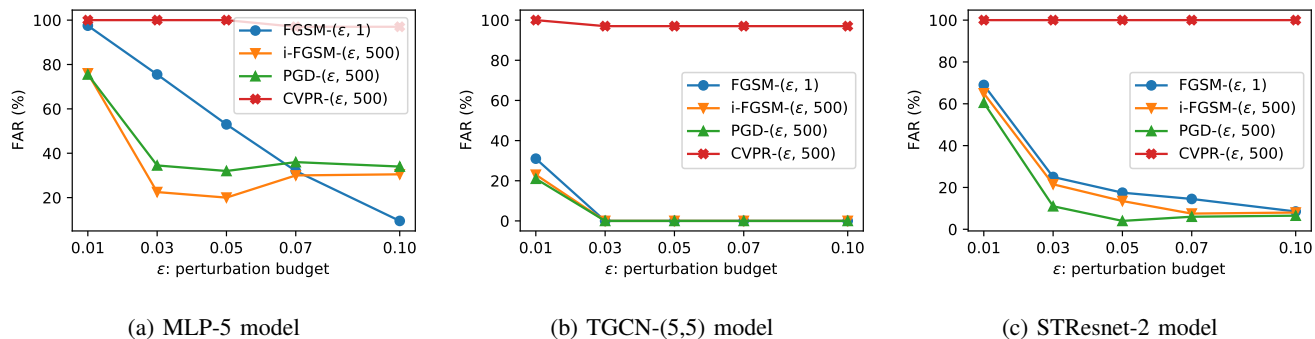 100
80
60
40
20
FAR (%)
0.01 0.03 0.05 0.07 0.10
ε: perturbation budget
FGSM-(ε, 1)
i-FGSM-(ε, 500)
PGD-(ε, 500)
CVPR-(ε, 500)
(a) MLP-5 model
100
80
60
40
20
0
FAR (%)
0.01 0.03 0.05 0.07 0.10
ε: perturbation budget
FGSM-(ε, 1)
i-FGSM-(ε, 500)
PGD-(ε, 500)
CVPR-(ε, 500)
(b) TGCN-(5,5) model
100
80
60
40
20
0
FAR (%)
0.01 0.03 0.05 0.07 0.10
ε: perturbation budget
FGSM-(ε, 1)
i-FGSM-(ε, 500)
PGD-(ε, 500)
CVPR-(ε, 500)
(c) STResnet-2 model